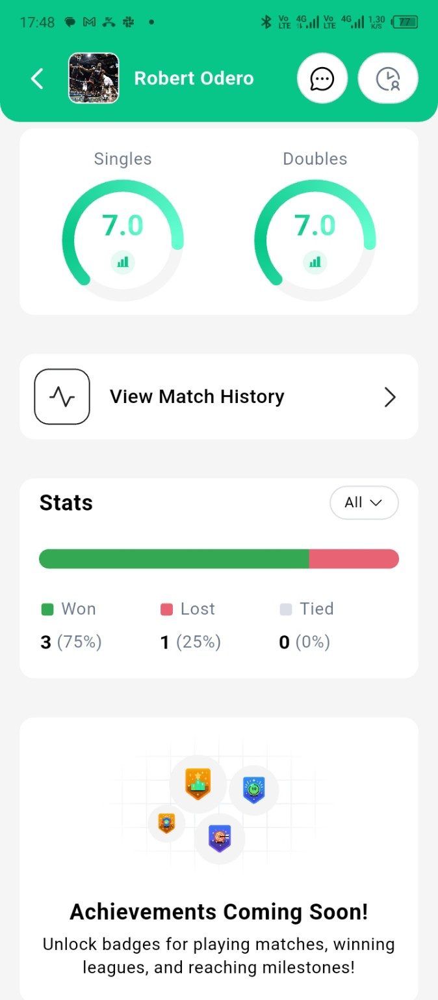 17:48 Vo LTE 4G Vo LTE 4G 1.30 K/S 77
Robert Odero
Singles Doubles
7.0 7.0
View Match History
Stats All
Won Lost Tied
3 (75%) 1 (25%) 0 (0%)
10
Achievements Coming Soon!
Unlock badges for playing matches, winning
leagues, and reaching milestones!